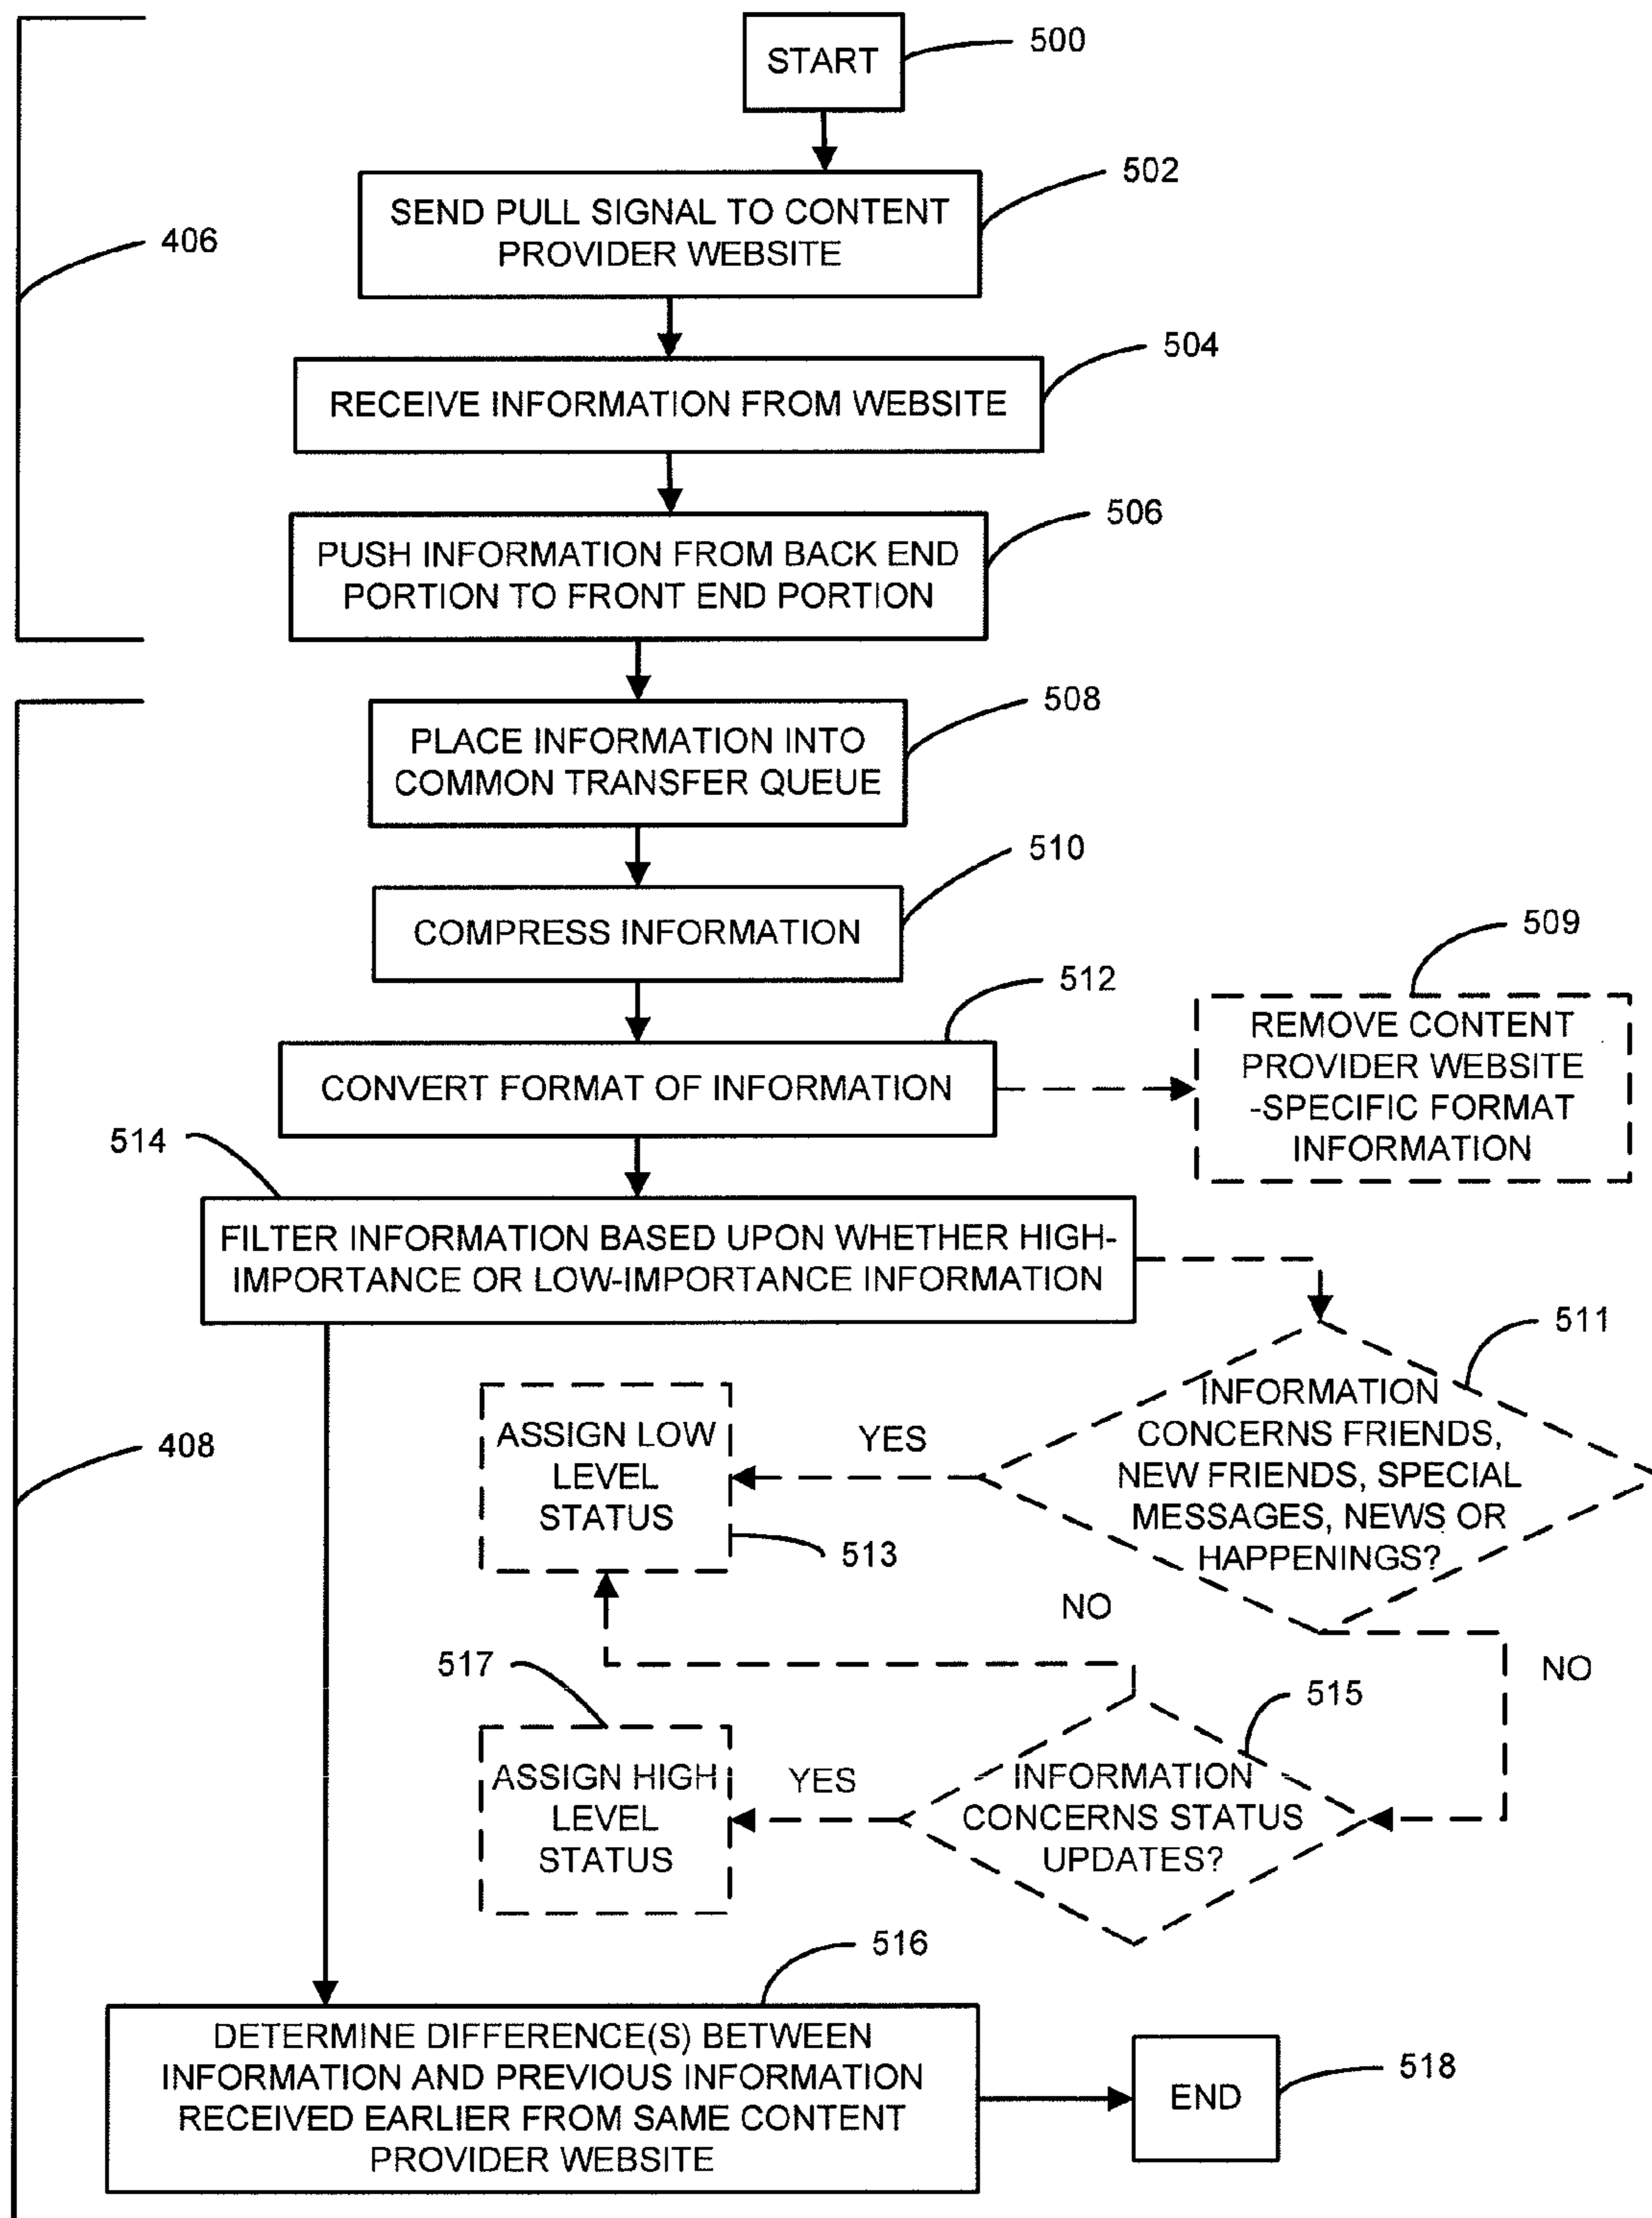 START
500
502
SEND PULL SIGNAL TO CONTENT
PROVIDER WEBSITE
406
504
RECEIVE INFORMATION FROM WEBSITE
506
PUSH INFORMATION FROM BACK END
PORTION TO FRONT END PORTION
508
PLACE INFORMATION INTO
COMMON TRANSFER QUEUE
510
COMPRESS INFORMATION
509
512
REMOVE CONTENT
PROVIDER WEBSITE
-SPECIFIC FORMAT
INFORMATION
CONVERT FORMAT OF INFORMATION
514
FILTER INFORMATION BASED UPON WHETHER HIGH-
IMPORTANCE OR LOW-IMPORTANCE INFORMATION
511
INFORMATION
CONCERNS FRIENDS,
NEW FRIENDS, SPECIAL
MESSAGES, NEWS OR
HAPPENINGS?
YES
ASSIGN LOW
LEVEL
STATUS
408
513
NO
NO
517
515
INFORMATION
CONCERNS STATUS
UPDATES?
YES
ASSIGN HIGH
LEVEL
STATUS
516
DETERMINE DIFFERENCE(S) BETWEEN
INFORMATION AND PREVIOUS INFORMATION
RECEIVED EARLIER FROM SAME CONTENT
PROVIDER WEBSITE
END
518